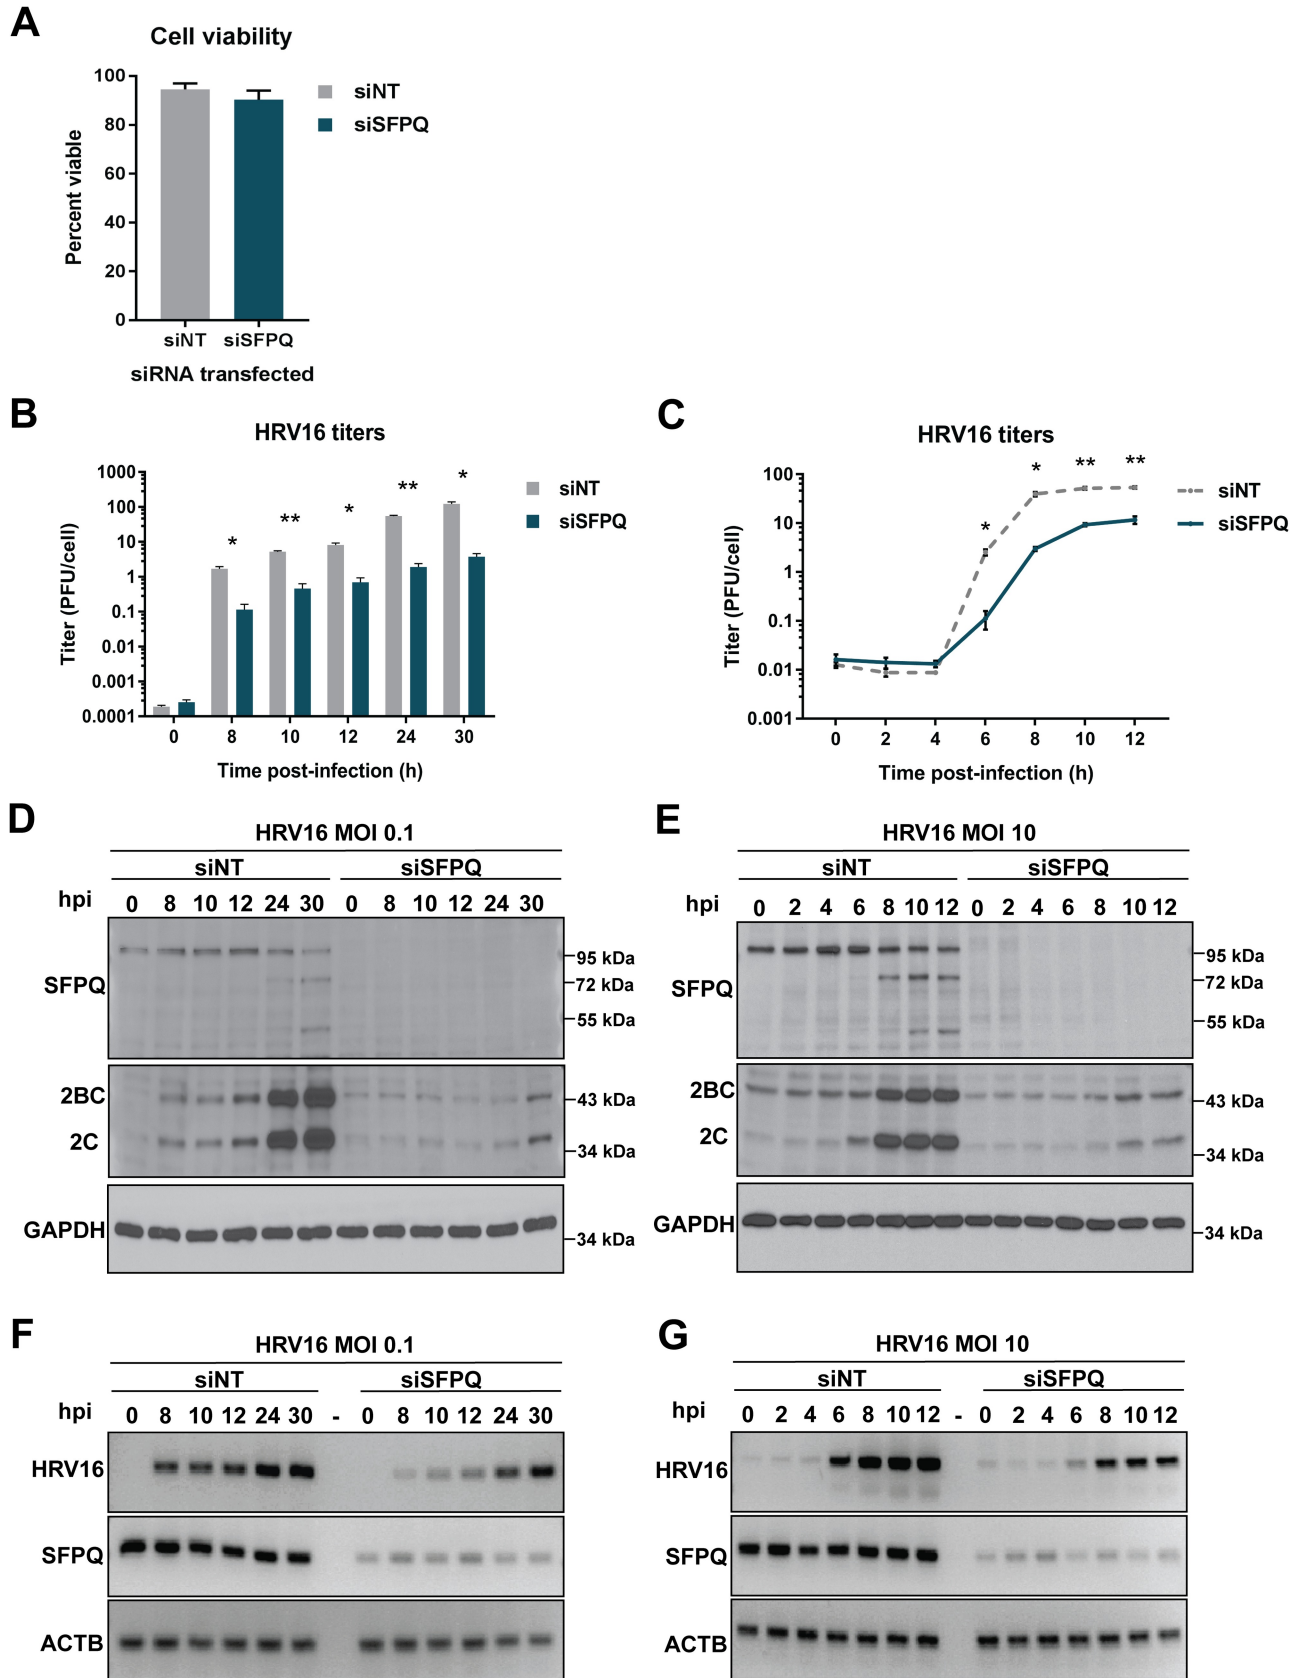 A
Cell viability
100
80
60
40
20
0
Percent viable
siNT
siSFPQ
siNT siSFPQ
siRNA transfected
B
HRV16 titers
1000
100
10
1
0.1
0.01
0.001
0.0001
Titer (PFU/cell)
* ** * ** *
siNT
siSFPQ
0 8 10 12 24 30
Time post-infection (h)
C
HRV16 titers
100
10
1
0.1
0.01
0.001
Titer (PFU/cell)
* * ** **
siNT
siSFPQ
0 2 4 6 8 10 12
Time post-infection (h)
D
HRV16 MOI 0.1
siNT siSFPQ
hpi 0 8 10 12 24 30 0 8 10 12 24 30
SFPQ
95 kDa
72 kDa
55 kDa
2BC
43 kDa
2C
34 kDa
GAPDH
34 kDa
E
HRV16 MOI 10
siNT siSFPQ
hpi 0 2 4 6 8 10 12 0 2 4 6 8 10 12
SFPQ
95 kDa
72 kDa
55 kDa
2BC
43 kDa
2C
34 kDa
GAPDH
34 kDa
F
HRV16 MOI 0.1
siNT siSFPQ
hpi 0 8 10 12 24 30 - 0 8 10 12 24 30
HRV16
SFPQ
ACTB
G
HRV16 MOI 10
siNT siSFPQ
hpi 0 2 4 6 8 10 12 - 0 2 4 6 8 10 12
HRV16
SFPQ
ACTB